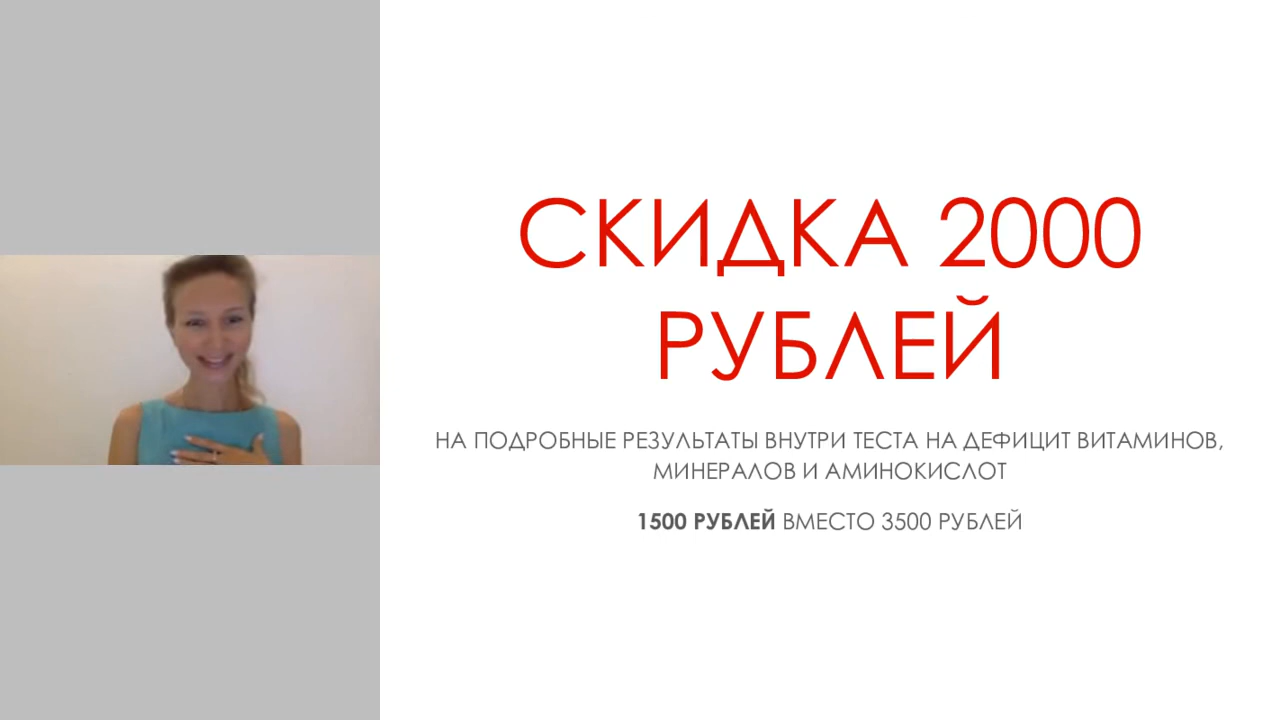 СКИДКА 2000
РУБЛЕЙ
НА ПОДРОБНЫЕ РЕЗУЛЬТАТЫ ВНУТРИ ТЕСТА НА ДЕФИЦИТ ВИТАМИНОВ,
МИНЕРАЛОВ И АМИНОКИСЛОТ
1500 РУБЛЕЙ ВМЕСТО 3500 РУБЛЕЙ